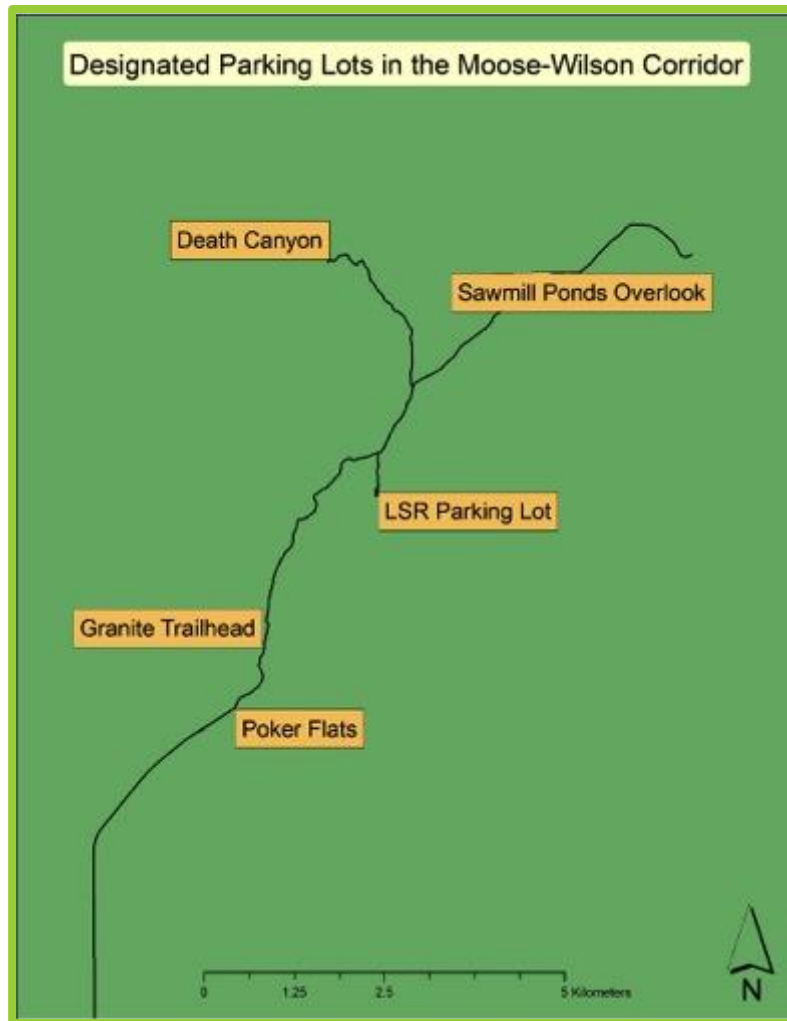 Designated Parking Lots in the Moose-Wilson Corridor
Death Canyon
Sawmill Ponds Overlook
LSR Parking Lot
Granite Trailhead
Poker Flats
0 1.25 2.5 5 Kilometers
N